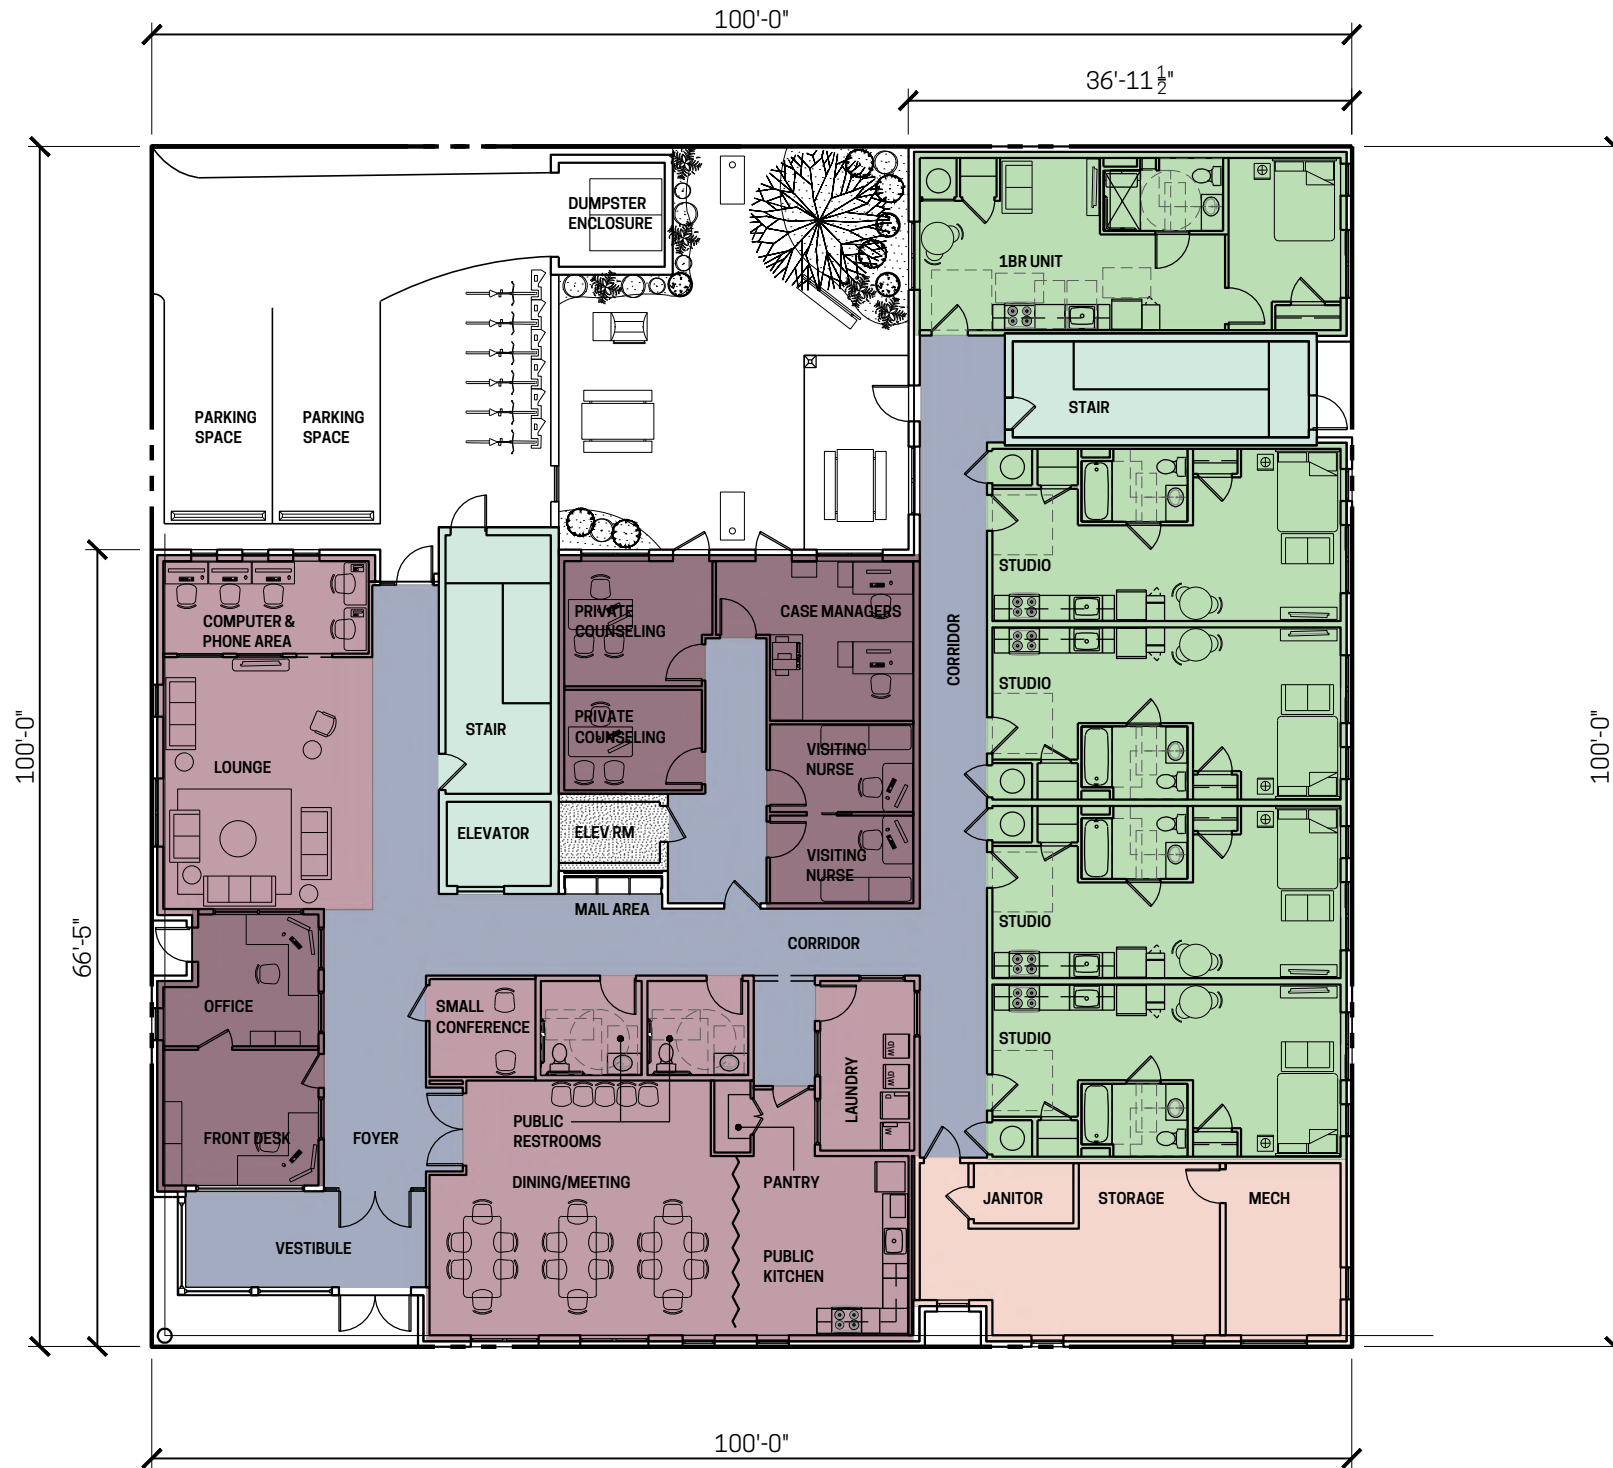 100'-0"
36'-11 1/2"
DUMPSTER
ENCLOSURE
1BR UNIT
PARKING
SPACE
PARKING
SPACE
STAIR
STUDIO
COMPUTER &
PHONE AREA
PRIVATE
COUNSELING
CASE MANAGERS
CORRIDOR
STUDIO
STAIR
PRIVATE
COUNSELING
100'-0"
100'-0"
LOUNGE
VISITING
NURSE
ELEVATOR
ELEV RM
VISITING
NURSE
MAIL AREA
STUDIO
66'-5"
CORRIDOR
OFFICE
SMALL
CONFERENCE
STUDIO
W/D
W/D
D
W
LAUNDRY
FRONT DESK
FOYER
PUBLIC
RESTROOMS
DINING/MEETING
PANTRY
JANITOR
STORAGE
MECH
VESTIBULE
PUBLIC
KITCHEN
100'-0"